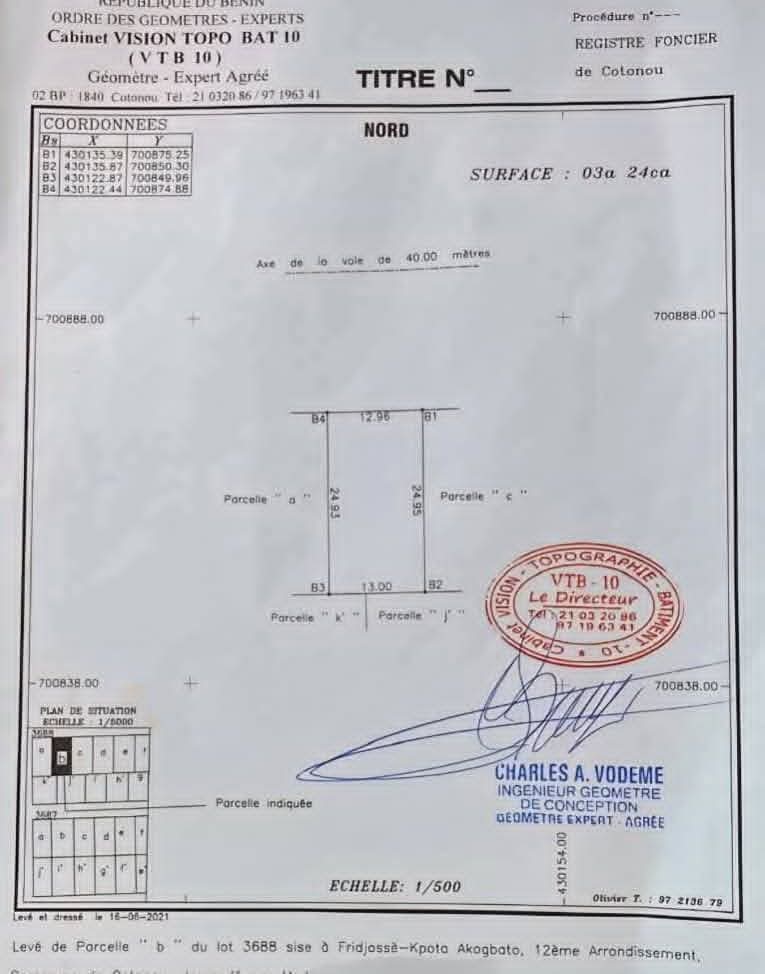 REPUBLIQUE DU BENIN
ORDRE DES GEOMETRES - EXPERTS
Cabinet VISION TOPO BAT 10
( V T B 10 )
Géomètre - Expert Agréé
02 BP : 1840 Cotonou Tél : 21 0320 86 / 97 1963 41
TITRE N°__
Procédure n°---
REGISTRE FONCIER
de Cotonou
COORDONNEES
Bs X Y
B1 430135.39 700875.25
B2 430135.87 700850.30
B3 430122.87 700849.96
B4 430122.44 700874.88
NORD
SURFACE : 03a 24ca
Axe de la voie de 40.00 mètres
700888.00
700888.00
B4 12.96 B1
Parcelle " a "
24.93
24.95
Parcelle " c "
B3 13.00 B2
Parcelle " k' "
Parcelle " j' "
Cabinet VISION - TOPOGRAPHIE - BATIMENT -10 - OT
VTB - 10
Le Directeur
Tél : 21 03 20 86
97 19 63 41
700838.00
700838.00
PLAN DE SITUATION
ECHELLE : 1/5000
3688
a b c d e f
k' j' i' h' g
Parcelle indiquée
3687
a b c d e f
j' i' h' g' f' e'
CHARLES A. VODEME
INGENIEUR GEOMETRE
DE CONCEPTION
GEOMETRE EXPERT - AGRÉE
430154.00
ECHELLE: 1/500
Olivier T. : 97 2136 79
Levé et dressé le 16-06-2021
Levé de Parcelle " b " du lot 3688 sise à Fridjossè-Kpota Akogbato, 12ème Arrondissement,